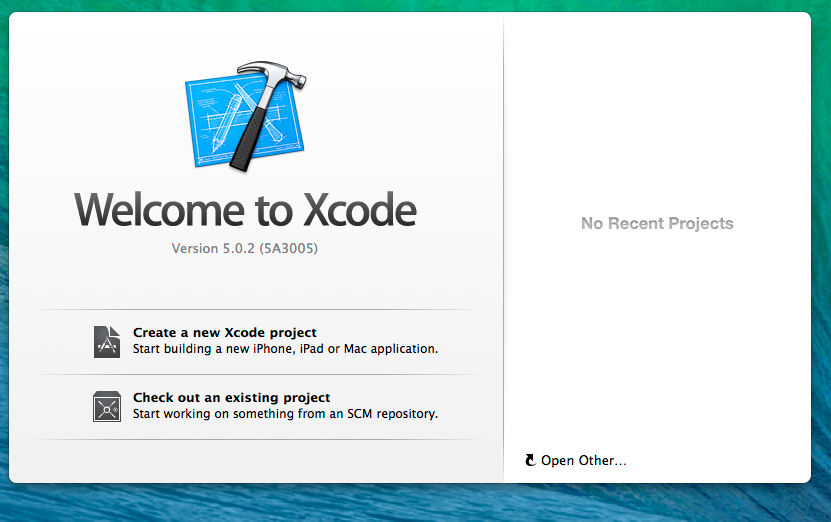 Welcome to Xcode
Version 5.0.2 (5A3005)
Create a new Xcode project
Start building a new iPhone, iPad or Mac application.
Check out an existing project
Start working on something from an SCM repository.
No Recent Projects
Open Other...